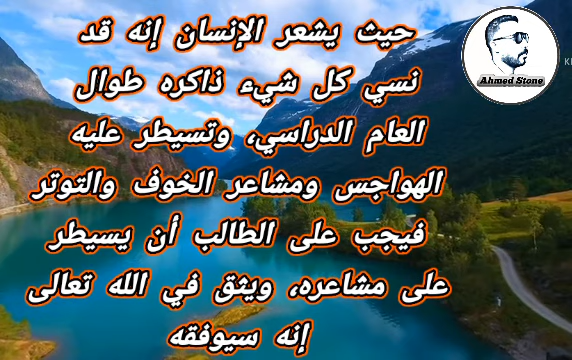 حيث يشعر الإنسان إنه قد
نسي كل شيء ذاكره طوال
العام الدراسي، وتسيطر عليه
الهواجس ومشاعر الخوف والتوتر
فيجب على الطالب أن يسيطر
على مشاعره، ويثق في الله تعالى
إنه سيوفقه
Ahmed Stone